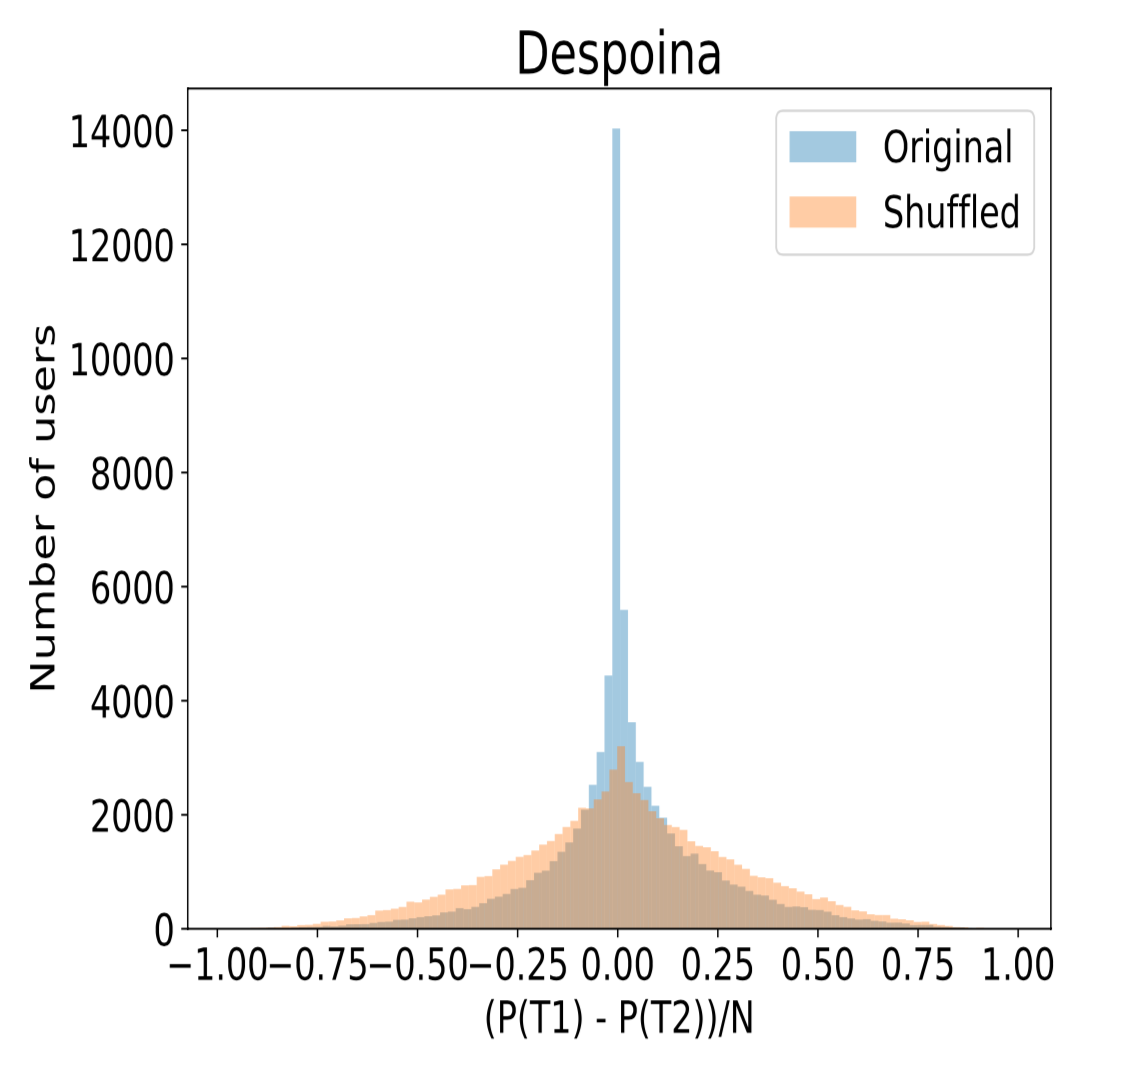 Despoina
Original
Shuffled
14000
12000
10000
8000
6000
4000
2000
0
Number of users
−1.00 −0.75 −0.50 −0.25 0.00 0.25 0.50 0.75 1.00
(P(T1) - P(T2))/N